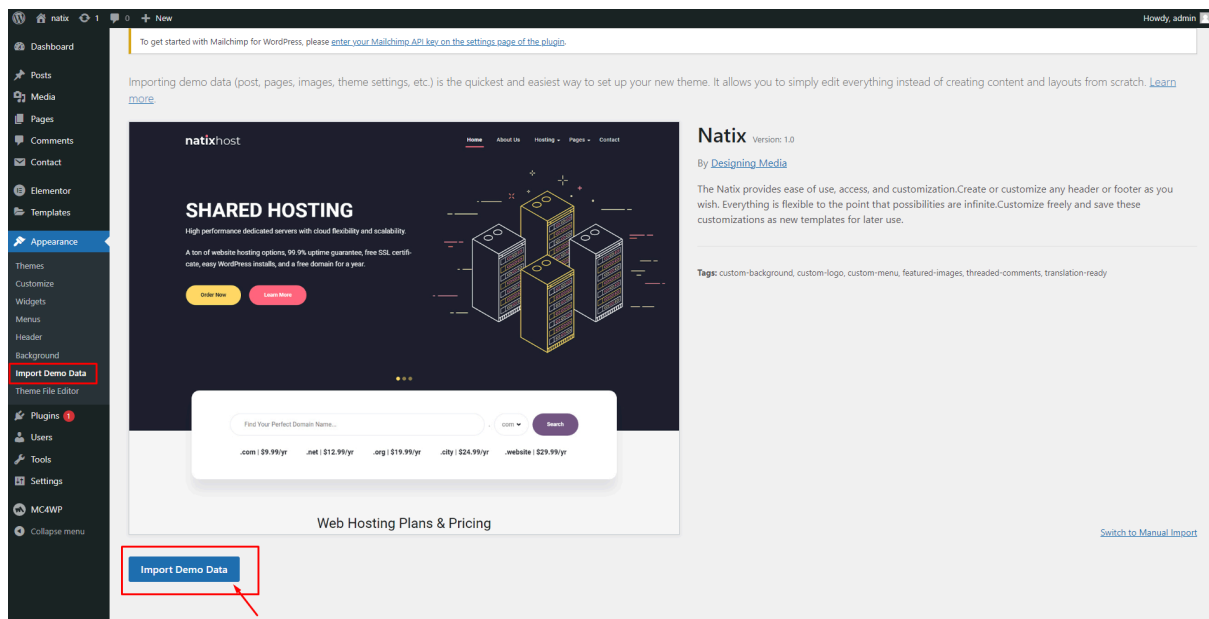 natix 1 0 New
Howdy, admin
Dashboard
Posts
Media
Pages
Comments
Contact
Elementor
Templates
Appearance
Themes
Customize
Widgets
Menus
Header
Background
Import Demo Data
Theme File Editor
Plugins 1
Users
Tools
Settings
MC4WP
Collapse menu
To get started with Mailchimp for WordPress, please enter your Mailchimp API key on the settings page of the plugin.
Importing demo data (post, pages, images, theme settings, etc.) is the quickest and easiest way to set up your new theme. It allows you to simply edit everything instead of creating content and layouts from scratch. Learn
more.
natixhost
Home About Us Hosting Pages Contact
SHARED HOSTING
High performance dedicated servers with cloud flexibility and scalability.
A ton of website hosting options, 99.9% uptime guarantee, free SSL certifi-
cate, easy WordPress installs, and a free domain for a year.
Order Now Learn More
Find Your Perfect Domain Name... . com Search
.com | $9.99/yr .net | $12.99/yr .org | $19.99/yr .city | $24.99/yr .website | $29.99/yr
Web Hosting Plans & Pricing
Natix Version: 1.0
By Designing Media
The Natix provides ease of use, access, and customization.Create or customize any header or footer as you
wish. Everything is flexible to the point that possibilities are infinite.Customize freely and save these
customizations as new templates for later use.
Tags: custom-background, custom-logo, custom-menu, featured-images, threaded-comments, translation-ready
Switch to Manual Import
Import Demo Data